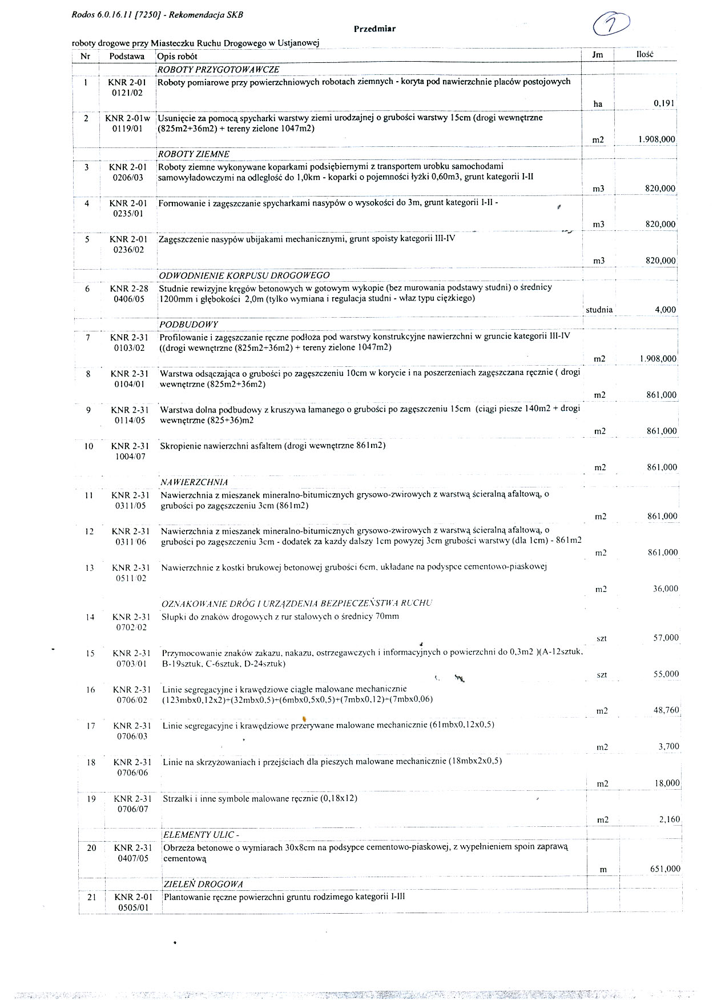 Rodos 6.0.16.11 [7250] - Rekomendacja SKB
Przedmiar
roboty drogowe przy Miasteczku Ruchu Drogowego w Ustjanowej
Nr Podstawa Opis robót Jm Ilość
ROBOTY PRZYGOTOWAWCZE
1 KNR 2-01 Roboty pomiarowe przy powierzchniowych robotach ziemnych - koryta pod nawierzchnie placów postojowych
0121/02
ha 0,191
2 KNR 2-01w Usunięcie za pomocą spycharki warstwy ziemi urodzajnej o grubości warstwy 15cm (drogi wewnętrzne
0119/01 (825m2+36m2) + tereny zielone 1047m2)
m2 1.908,000
ROBOTY ZIEMNE
3 KNR 2-01 Roboty ziemne wykonywane koparkami podsiębiernymi z transportem urobku samochodami
0206/03 samowyładowczymi na odległość do 1,0km - koparki o pojemności łyżki 0,60m3, grunt kategorii I-II
m3 820,000
4 KNR 2-01 Formowanie i zagęszczanie spycharkami nasypów o wysokości do 3m, grunt kategorii I-II -
0235/01
m3 820,000
5 KNR 2-01 Zagęszczenie nasypów ubijakami mechanicznymi, grunt spoisty kategorii III-IV
0236/02
m3 820,000
ODWODNIENIE KORPUSU DROGOWEGO
6 KNR 2-28 Studnie rewizyjne kręgów betonowych w gotowym wykopie (bez murowania podstawy studni) o średnicy
0406/05 1200mm i głębokości 2,0m (tylko wymiana i regulacja studni - właz typu ciężkiego)
studnia 4,000
PODBUDOWY
7 KNR 2-31 Profilowanie i zagęszczanie ręczne podłoża pod warstwy konstrukcyjne nawierzchni w gruncie kategorii III-IV
0103/02 ((drogi wewnętrzne (825m2+36m2) + tereny zielone 1047m2)
m2 1.908,000
8 KNR 2-31 Warstwa odsączająca o grubości po zagęszczeniu 10cm w korycie i na poszerzeniach zagęszczana ręcznie ( drogi
0104/01 wewnętrzne (825m2+36m2)
m2 861,000
9 KNR 2-31 Warstwa dolna podbudowy z kruszywa łamanego o grubości po zagęszczeniu 15cm (ciągi piesze 140m2 + drogi
0114/05 wewnętrzne (825+36)m2
m2 861,000
10 KNR 2-31 Skropienie nawierzchni asfaltem (drogi wewnętrzne 861m2)
1004/07
m2 861,000
NAWIERZCHNIA
11 KNR 2-31 Nawierzchnia z mieszanek mineralno-bitumicznych grysowo-żwirowych z warstwą ścieralną afaltową, o
0311/05 grubości po zagęszczeniu 3cm (861m2)
m2 861,000
12 KNR 2-31 Nawierzchnia z mieszanek mineralno-bitumicznych grysowo-żwirowych z warstwą ścieralną afaltową, o
0311/06 grubości po zagęszczeniu 3cm - dodatek za każdy dalszy 1cm powyżej 3cm grubości warstwy (dla 1cm) - 861m2
m2 861,000
13 KNR 2-31 Nawierzchnie z kostki brukowej betonowej grubości 6cm, układane na podyspce cementowo-piaskowej
0511/02
m2 36,000
OZNAKOWANIE DRÓG I URZĄZDENIA BEZPIECZEŃSTWA RUCHU
14 KNR 2-31 Słupki do znaków drogowych z rur stalowych o średnicy 70mm
0702/02
szt 57,000
15 KNR 2-31 Przymocowanie znaków zakazu, nakazu, ostrzegawczych i informacyjnych o powierzchni do 0,3m2 )(A-12sztuk,
0703/01 B-19sztuk, C-6sztuk, D-24sztuk)
szt 55,000
16 KNR 2-31 Linie segregacyjne i krawędziowe ciągłe malowane mechanicznie
0706/02 (123mbx0,12x2)+(32mbx0,5)+(6mbx0,5x0,5)+(7mbx0,12)+(7mbx0,06)
m2 48,760
17 KNR 2-31 Linie segregacyjne i krawędziowe przerywane malowane mechanicznie (61mbx0,12x0,5)
0706/03
m2 3,700
18 KNR 2-31 Linie na skrzyżowaniach i przejściach dla pieszych malowane mechanicznie (18mbx2x0,5)
0706/06
m2 18,000
19 KNR 2-31 Strzałki i inne symbole malowane ręcznie (0,18x12)
0706/07
m2 2,160
ELEMENTY ULIC -
20 KNR 2-31 Obrzeża betonowe o wymiarach 30x8cm na podsypce cementowo-piaskowej, z wypełnieniem spoin zaprawą
0407/05 cementową
m 651,000
ZIELEŃ DROGOWA
21 KNR 2-01 Plantowanie ręczne powierzchni gruntu rodzimego kategorii I-III
0505/01